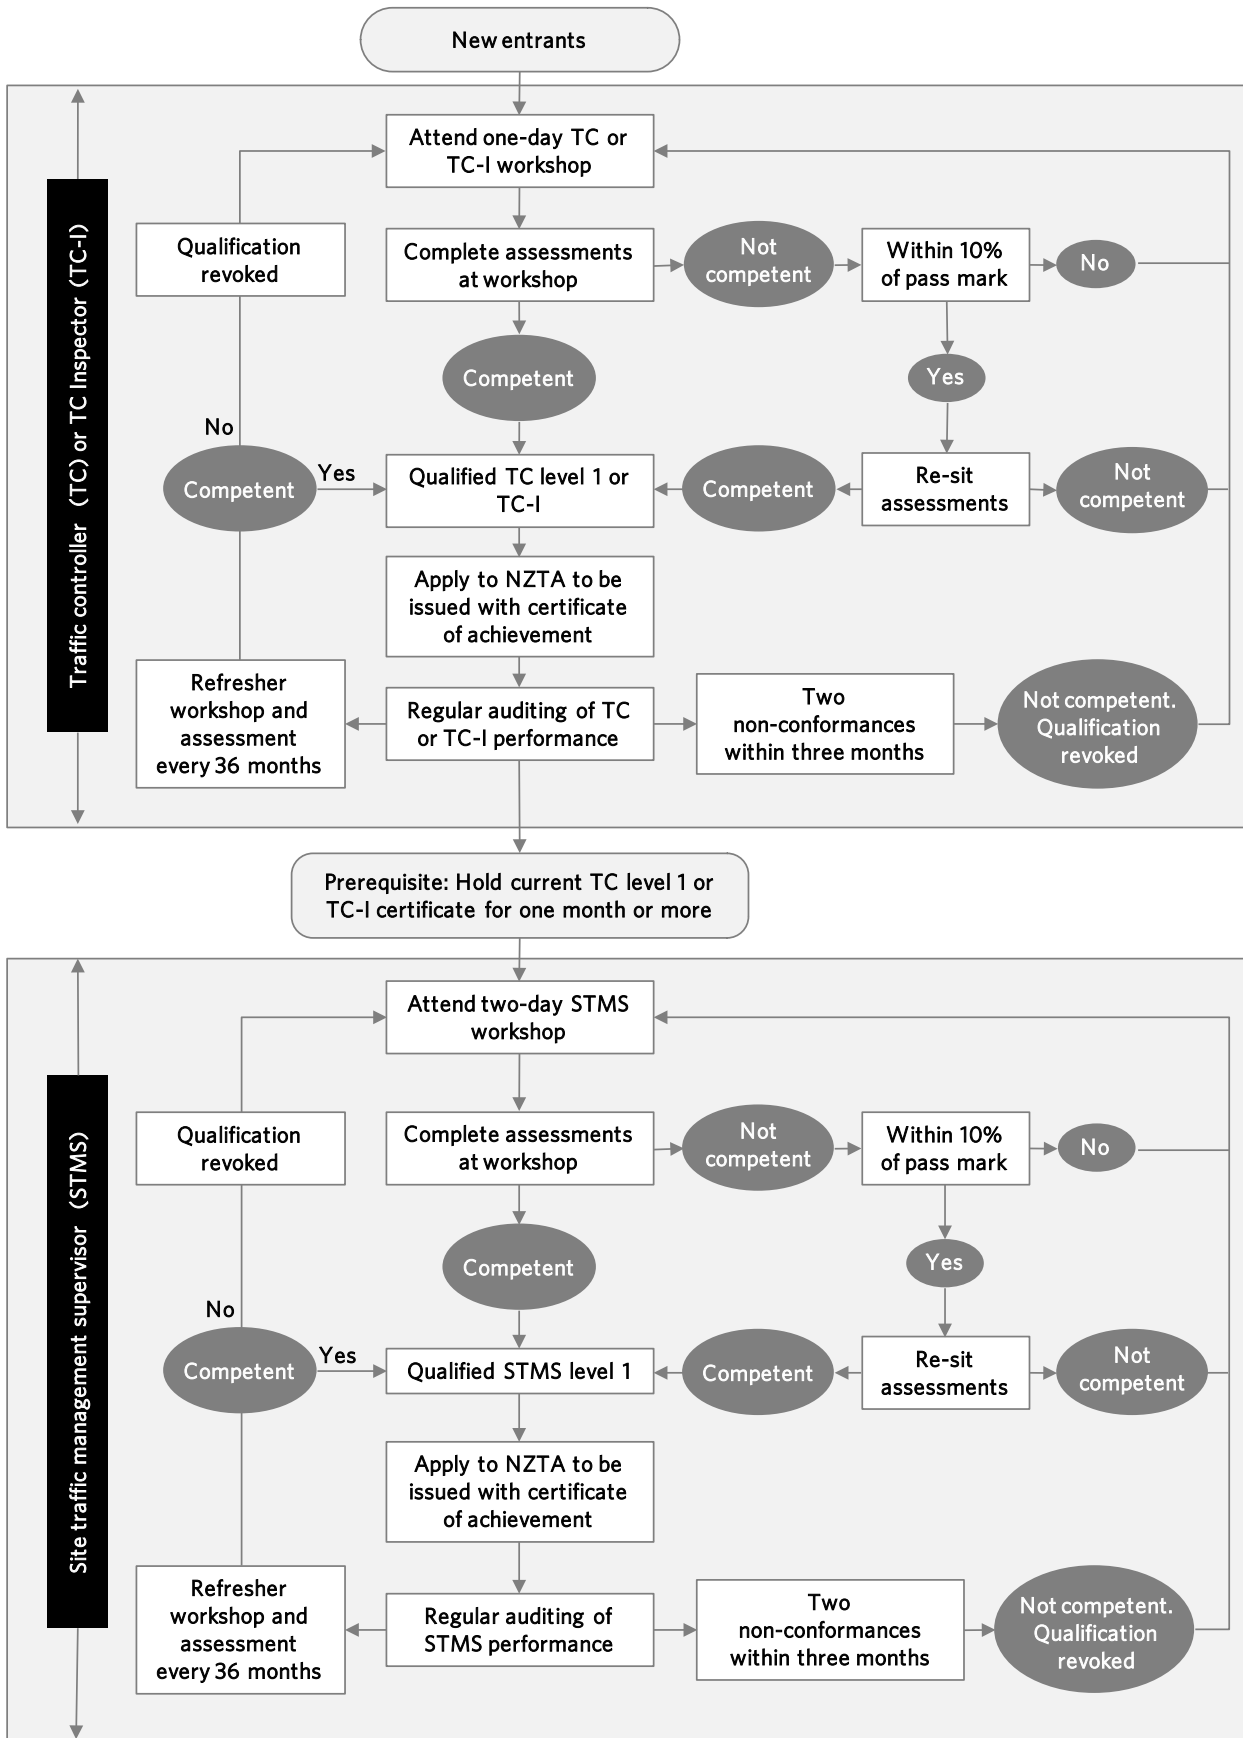 New entrants
Traffic controller (TC) or TC Inspector (TC-I)
Attend one-day TC or
TC-I workshop
Qualification
revoked
Complete assessments
at workshop
Not
competent
Within 10%
of pass mark
No
Competent
Yes
No
Competent
Yes
Qualified TC level 1 or
TC-I
Competent
Re-sit
assessments
Not
competent
Apply to NZTA to be
issued with certificate
of achievement
Refresher
workshop and
assessment
every 36 months
Regular auditing of TC
or TC-I performance
Two
non-conformances
within three months
Not competent.
Qualification
revoked
Prerequisite: Hold current TC level 1 or
TC-I certificate for one month or more
Site traffic management supervisor (STMS)
Attend two-day STMS
workshop
Qualification
revoked
Complete assessments
at workshop
Not
competent
Within 10%
of pass mark
No
Competent
Yes
No
Competent
Yes
Qualified STMS level 1
Competent
Re-sit
assessments
Not
competent
Apply to NZTA to be
issued with certificate
of achievement
Refresher
workshop and
assessment
every 36 months
Regular auditing of
STMS performance
Two
non-conformances
within three months
Not competent.
Qualification
revoked